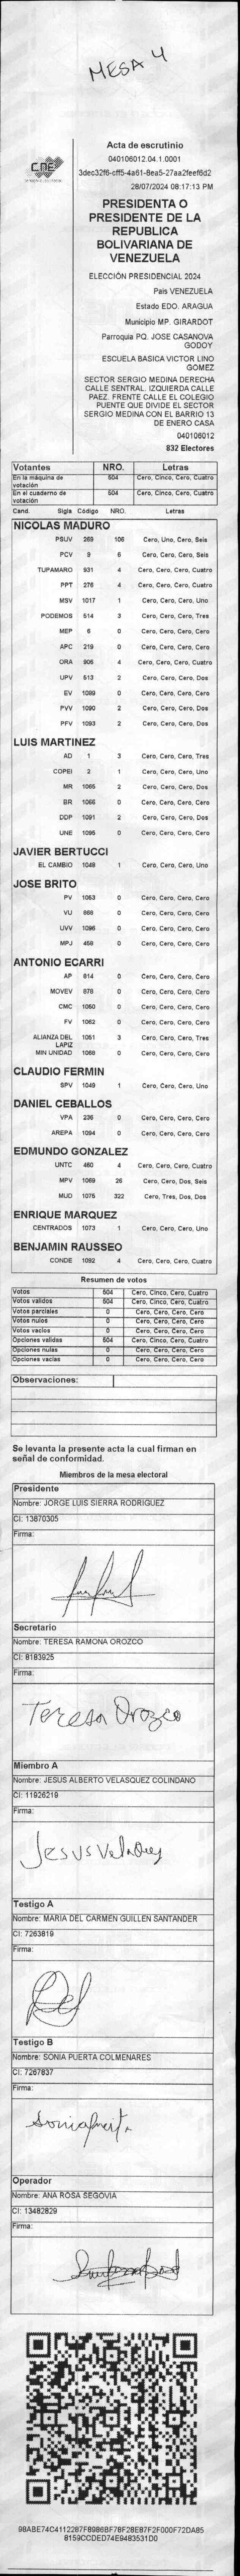 MESA 4
CNE
Acta de escrutinio
040106012.04.1.0001
3dec32f6-cff5-4a61-8ea5-27aa2feef6d2
28/07/2024 08:17:13 PM
PRESIDENTA O
PRESIDENTE DE LA
REPUBLICA
BOLIVARIANA DE
VENEZUELA
ELECCIÓN PRESIDENCIAL 2024
Pais VENEZUELA
Estado EDO. ARAGUA
Municipio MP. GIRARDOT
Parroquia PQ. JOSE CASANOVA
GODOY
ESCUELA BASICA VICTOR LINO
GOMEZ
SECTOR SERGIO MEDINA DERECHA
CALLE SENTRAL. IZQUIERDA CALLE
PAEZ. FRENTE CALLE EL COLEGIO
PUENTE QUE DIVIDE EL SECTOR
SERGIO MEDINA CON EL BARRIO 13
DE ENERO CASA
040106012
832 Electores
Votantes NRO. Letras
En la máquina de votación 504 Cero, Cinco, Cero, Cuatro
En el cuaderno de votación 504 Cero, Cinco, Cero, Cuatro
Cand. Sigla Código NRO. Letras
NICOLAS MADURO
PSUV 269 106 Cero, Uno, Cero, Seis
PCV 9 6 Cero, Cero, Cero, Seis
TUPAMARO 931 4 Cero, Cero, Cero, Cuatro
PPT 276 4 Cero, Cero, Cero, Cuatro
MSV 1017 1 Cero, Cero, Cero, Uno
PODEMOS 514 3 Cero, Cero, Cero, Tres
MEP 6 0 Cero, Cero, Cero, Cero
APC 219 0 Cero, Cero, Cero, Cero
ORA 906 4 Cero, Cero, Cero, Cuatro
UPV 513 2 Cero, Cero, Cero, Dos
EV 1089 0 Cero, Cero, Cero, Cero
PVV 1090 2 Cero, Cero, Cero, Dos
PFV 1093 2 Cero, Cero, Cero, Dos
LUIS MARTINEZ
AD 1 3 Cero, Cero, Cero, Tres
COPEI 2 1 Cero, Cero, Cero, Uno
MR 1065 2 Cero, Cero, Cero, Dos
BR 1066 0 Cero, Cero, Cero, Cero
DDP 1091 2 Cero, Cero, Cero, Dos
UNE 1095 0 Cero, Cero, Cero, Cero
JAVIER BERTUCCI
EL CAMBIO 1048 1 Cero, Cero, Cero, Uno
JOSE BRITO
PV 1053 0 Cero, Cero, Cero, Cero
VU 868 0 Cero, Cero, Cero, Cero
UVV 1096 0 Cero, Cero, Cero, Cero
MPJ 458 0 Cero, Cero, Cero, Cero
ANTONIO ECARRI
AP 814 0 Cero, Cero, Cero, Cero
MOVEV 878 0 Cero, Cero, Cero, Cero
CMC 1050 0 Cero, Cero, Cero, Cero
FV 1062 0 Cero, Cero, Cero, Cero
ALIANZA DEL LAPIZ 1051 3 Cero, Cero, Cero, Tres
MIN UNIDAD 1068 0 Cero, Cero, Cero, Cero
CLAUDIO FERMIN
SPV 1049 1 Cero, Cero, Cero, Uno
DANIEL CEBALLOS
VPA 236 0 Cero, Cero, Cero, Cero
AREPA 1094 0 Cero, Cero, Cero, Cero
EDMUNDO GONZALEZ
UNTC 460 4 Cero, Cero, Cero, Cuatro
MPV 1069 26 Cero, Cero, Dos, Seis
MUD 1075 322 Cero, Tres, Dos, Dos
ENRIQUE MARQUEZ
CENTRADOS 1073 1 Cero, Cero, Cero, Uno
BENJAMIN RAUSSEO
CONDE 1092 4 Cero, Cero, Cero, Cuatro
Resumen de votos
Votos 504 Cero, Cinco, Cero, Cuatro
Votos validos 504 Cero, Cinco, Cero, Cuatro
Votos parciales 0 Cero, Cero, Cero, Cero
Votos nulos 0 Cero, Cero, Cero, Cero
Votos vacios 0 Cero, Cero, Cero, Cero
Opciones validas 504 Cero, Cinco, Cero, Cuatro
Opciones nulas 0 Cero, Cero, Cero, Cero
Opciones vacias 0 Cero, Cero, Cero, Cero
Observaciones:
Se levanta la presente acta la cual firman en
señal de conformidad.
Miembros de la mesa electoral
Presidente
Nombre: JORGE LUIS SIERRA RODRIGUEZ
CI: 13870305
Firma:
Secretario
Nombre: TERESA RAMONA OROZCO
CI: 8183925
Firma:
Teresa Orozco
Miembro A
Nombre: JESUS ALBERTO VELASQUEZ COLINDANO
CI: 11926219
Firma:
Testigo A
Nombre: MARIA DEL CARMEN GUILLEN SANTANDER
CI: 7263819
Firma:
Testigo B
Nombre: SONIA PUERTA COLMENARES
CI: 7267837
Firma:
Operador
Nombre: ANA ROSA SEGOVIA
CI: 13482829
Firma:
98ABE74C4112287F8986BF78F28E87F2F000F72DA85
8159CCDED74E9483531D0